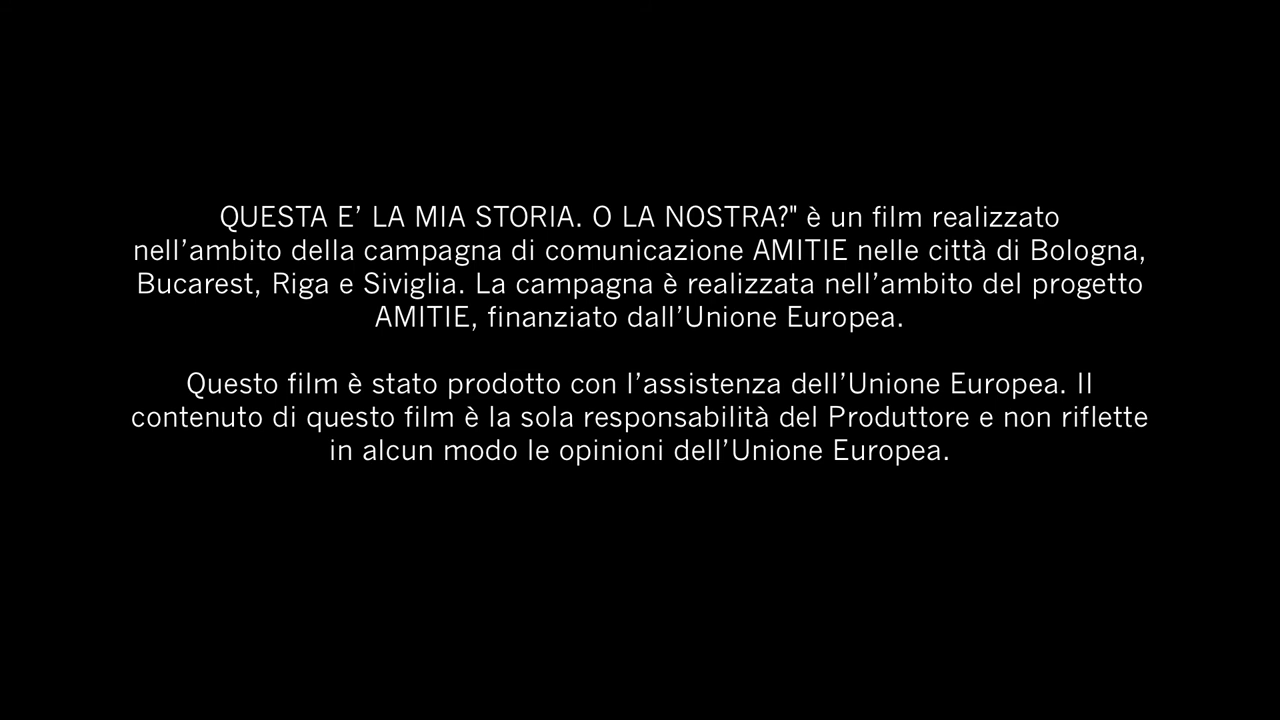 QUESTA E’ LA MIA STORIA. O LA NOSTRA?" è un film realizzato
nell’ambito della campagna di comunicazione AMITIE nelle città di Bologna,
Bucarest, Riga e Siviglia. La campagna è realizzata nell’ambito del progetto
AMITIE, finanziato dall’Unione Europea.
Questo film è stato prodotto con l’assistenza dell’Unione Europea. Il
contenuto di questo film è la sola responsabilità del Produttore e non riflette
in alcun modo le opinioni dell’Unione Europea.